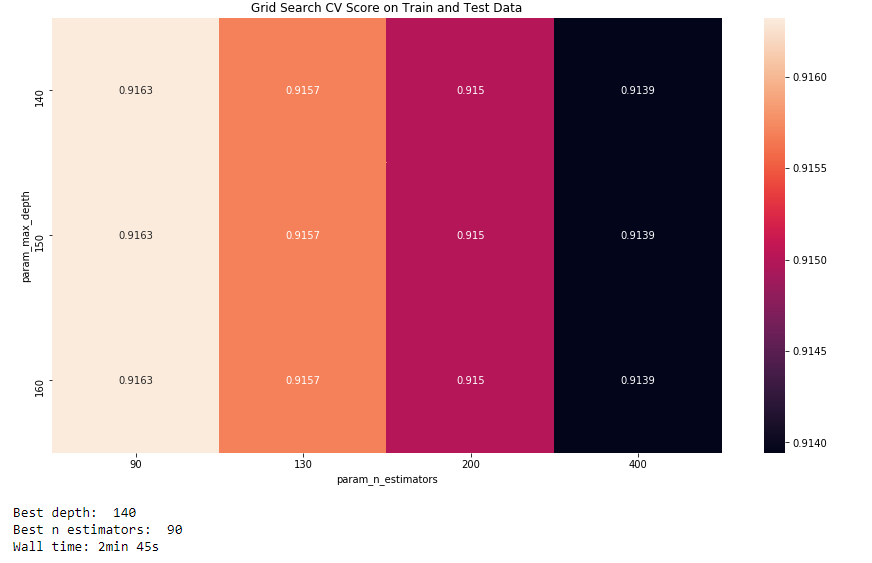 Grid Search CV Score on Train and Test Data
140 0.9163 0.9157 0.915 0.9139
150 0.9163 0.9157 0.915 0.9139
160 0.9163 0.9157 0.915 0.9139
param_max_depth
90 130 200 400
param_n_estimators
0.9160
0.9155
0.9150
0.9145
0.9140
Best depth:  140
Best n estimators:  90
Wall time: 2min 45s